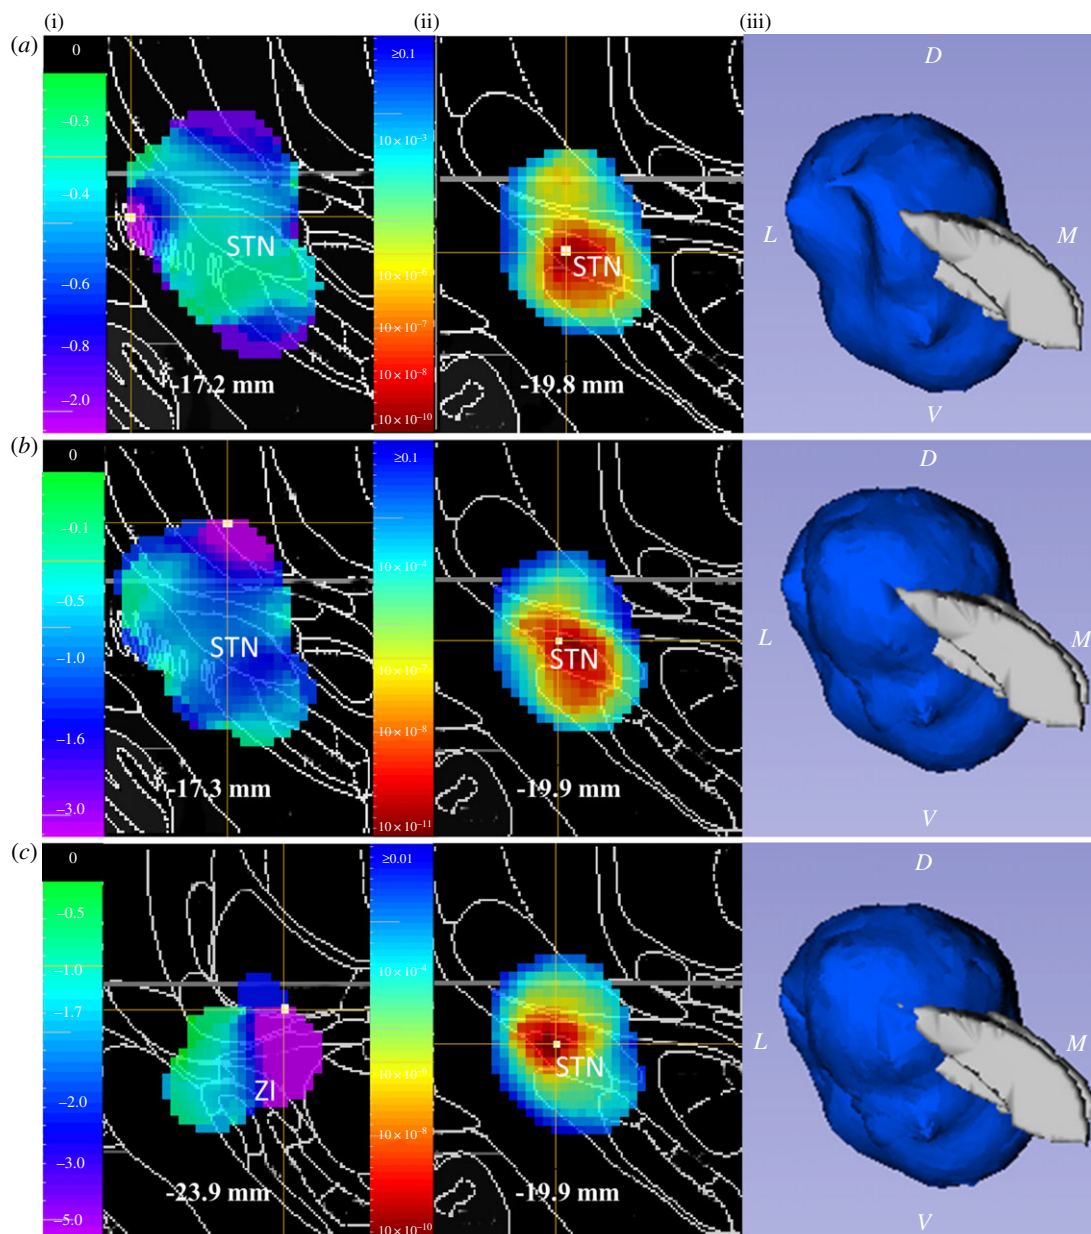 (i) (ii) (iii)
(a)
0
–0.3
–0.4
–0.6
–0.8
–2.0
STN
-17.2 mm
≥0.1
10 × 10⁻³
10 × 10⁻⁶
10 × 10⁻⁷
10 × 10⁻⁸
10 × 10⁻¹⁰
STN
-19.8 mm
D
L
M
V
(b)
0
–0.1
–0.5
–1.0
–1.6
–3.0
STN
-17.3 mm
≥0.1
10 × 10⁻⁴
10 × 10⁻⁷
10 × 10⁻⁸
10 × 10⁻¹¹
STN
-19.9 mm
D
L
M
V
(c)
0
–0.5
–1.0
–1.7
–2.0
–3.0
–5.0
ZI
-23.9 mm
≥0.01
10 × 10⁻⁴
10 × 10⁻⁶
10 × 10⁻⁸
10 × 10⁻¹⁰
STN
-19.9 mm
D
L
M
V